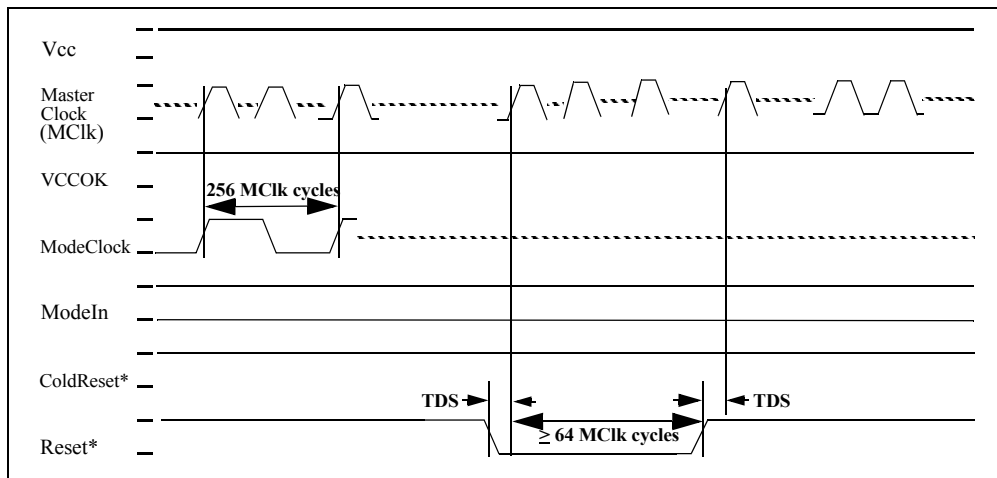 Vcc
Master
Clock
(MClk)
VCCOK
256 MClk cycles
ModeClock
ModeIn
ColdReset*
TDS
TDS
Reset*
≥ 64 MClk cycles